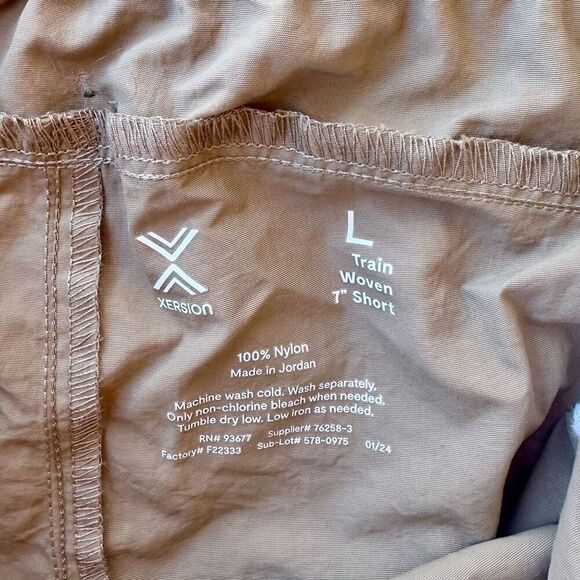 XERSION
L
Train
Woven
7" Short
100% Nylon
Made in Jordan
Machine wash cold. Wash separately.
Only non-chlorine bleach when needed.
Tumble dry low. Low iron as needed.
RN# 93677 Supplier# 76258-3
Factory# F22333 Sub-Lot# 578-0975 01/24